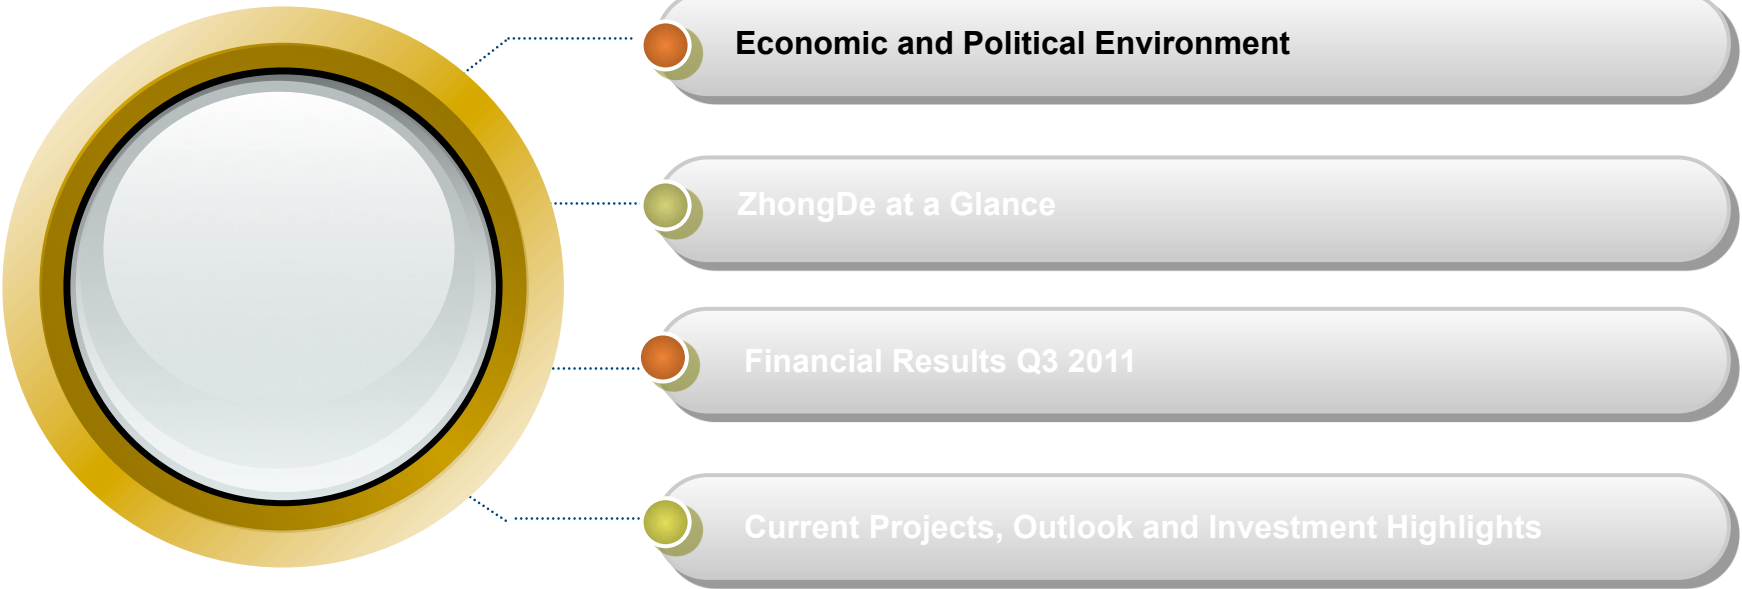 Economic and Political Environment
ZhongDe at a Glance
Financial Results Q3 2011
Current Projects, Outlook and Investment Highlights